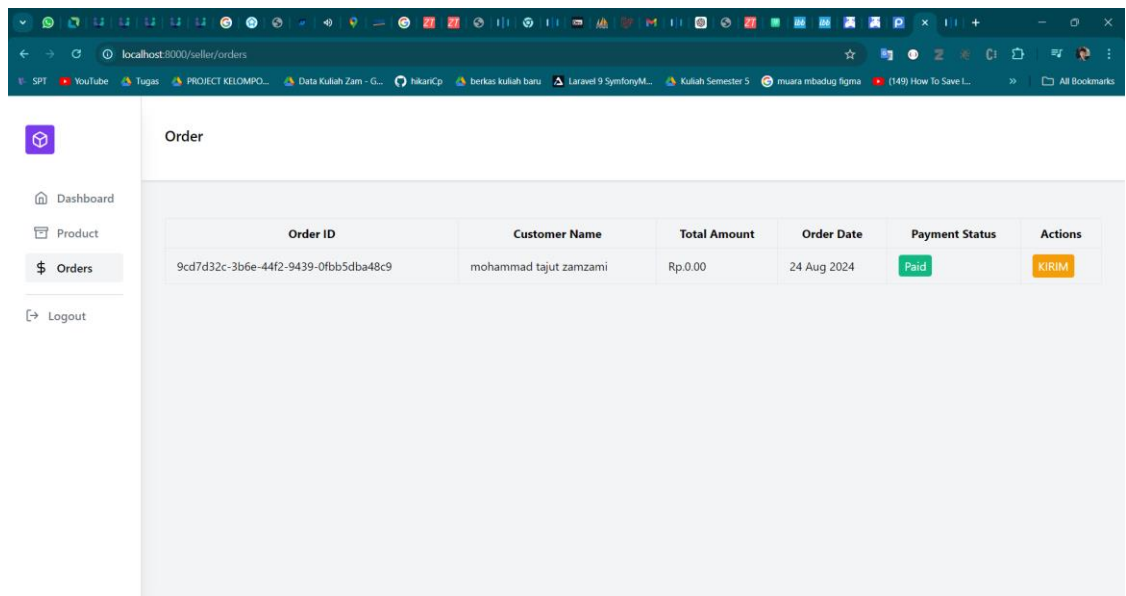 localhost:8000/seller/orders
SPT YouTube Tugas PROJECT KELOMPO... Data Kuliah Zam - G... hikariCp berkas kuliah baru Laravel 9 SymfonyM... Kuliah Semester 5 muara mbadug figma (149) How To Save I... » All Bookmarks
Order
Dashboard
Product
$ Orders
Logout
Order ID Customer Name Total Amount Order Date Payment Status Actions
9cd7d32c-3b6e-44f2-9439-0fbb5dba48c9 mohammad tajut zamzami Rp.0.00 24 Aug 2024 Paid KIRIM